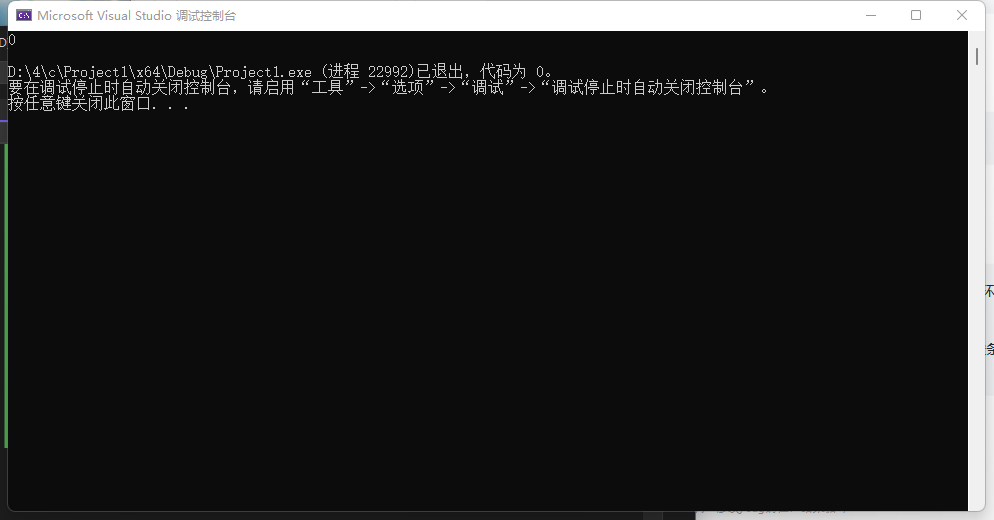 Microsoft Visual Studio 调试控制台
0
D:\4\c\Project1\x64\Debug\Project1.exe (进程 22992)已退出，代码为 0。
要在调试停止时自动关闭控制台，请启用“工具”->“选项”->“调试”->“调试停止时自动关闭控制台”。
按任意键关闭此窗口. . .